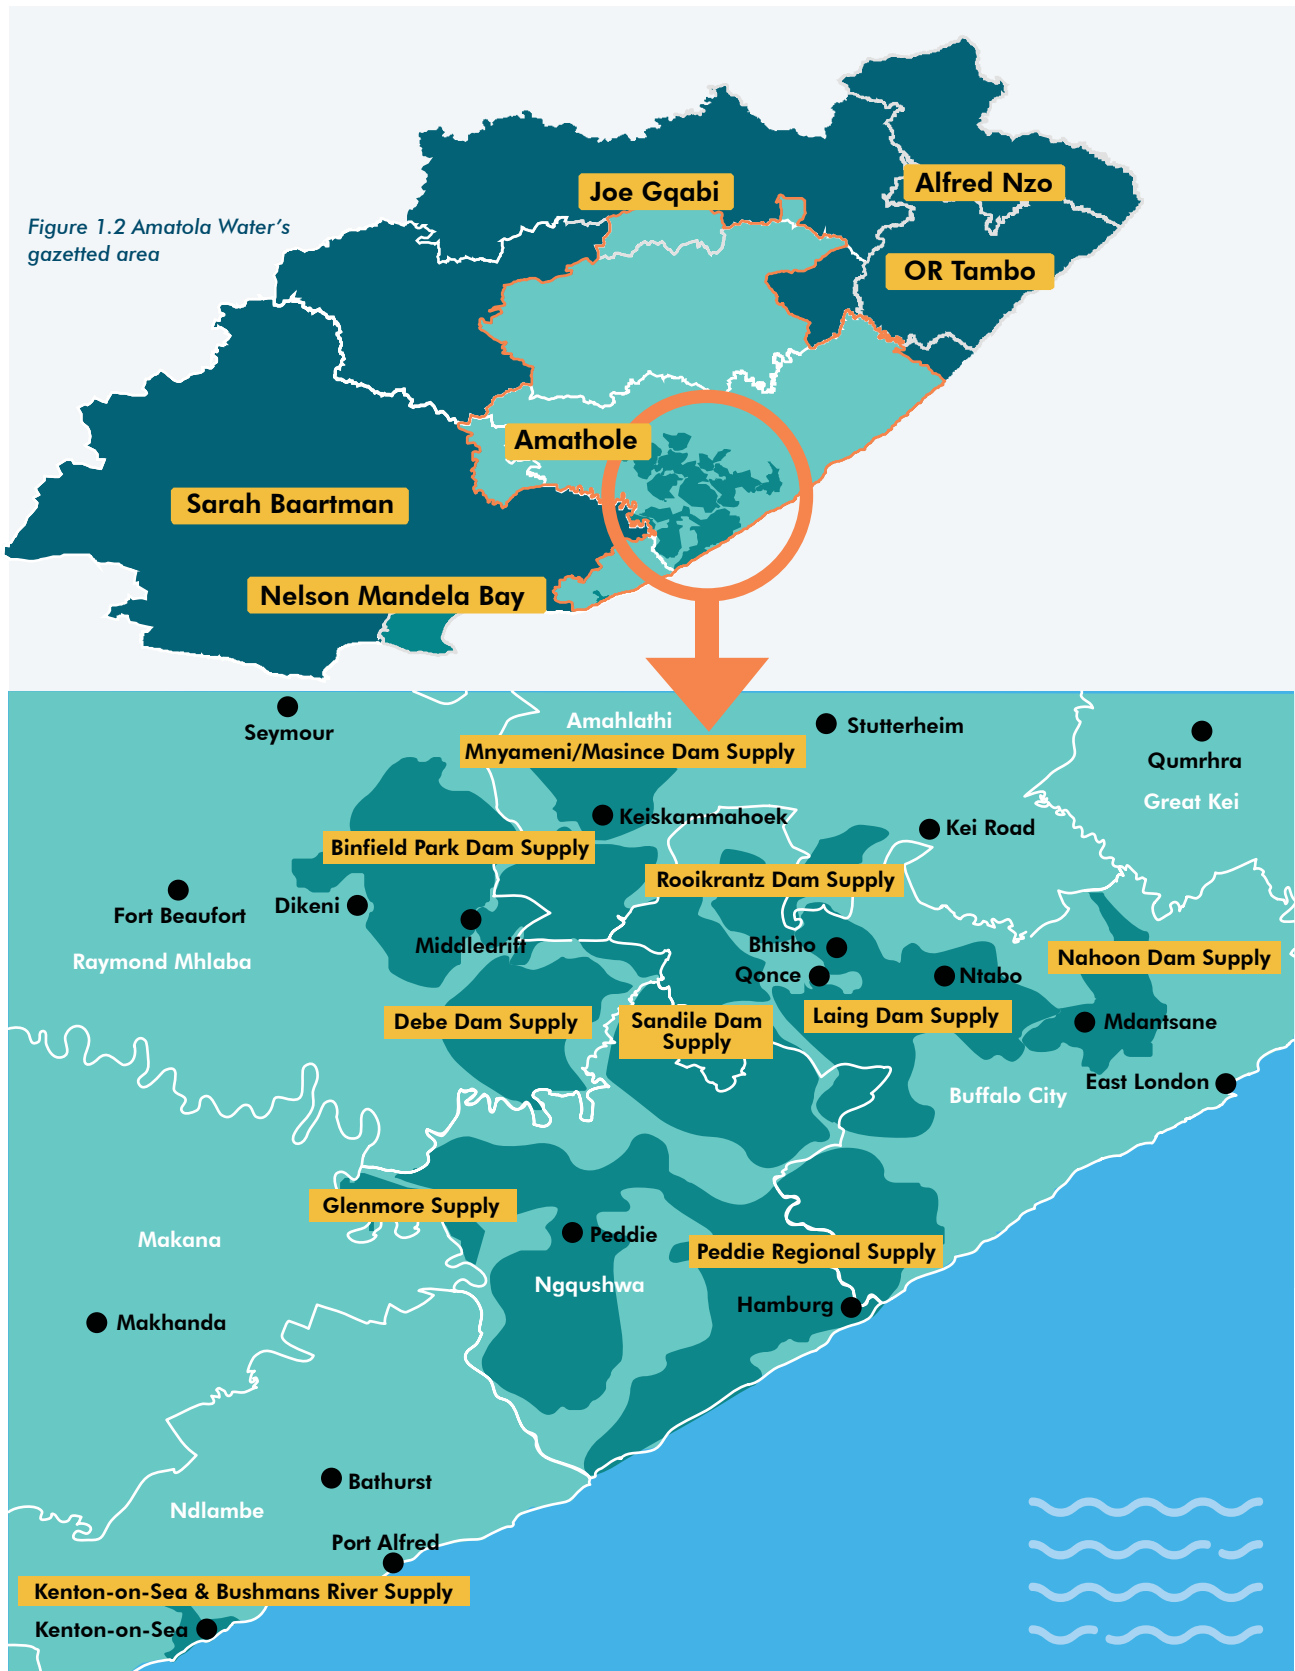 Joe Gqabi
Alfred Nzo
Figure 1.2 Amatola Water's
gazetted area
OR Tambo
Amathole
Sarah Baartman
Nelson Mandela Bay
Seymour
Amahlathi
Stutterheim
Mnyameni/Masince Dam Supply
Qumrhra
Great Kei
Keiskammahoek
Kei Road
Binfield Park Dam Supply
Rooikrantz Dam Supply
Dikeni
Fort Beaufort
Middledrift
Bhisho
Raymond Mhlaba
Nahoon Dam Supply
Qonce
Ntabo
Debe Dam Supply
Sandile Dam
Supply
Laing Dam Supply
Mdantsane
East London
Buffalo City
Glenmore Supply
Peddie
Makana
Peddie Regional Supply
Ngqushwa
Hamburg
Makhanda
Bathurst
Ndlambe
Port Alfred
Kenton-on-Sea & Bushmans River Supply
Kenton-on-Sea